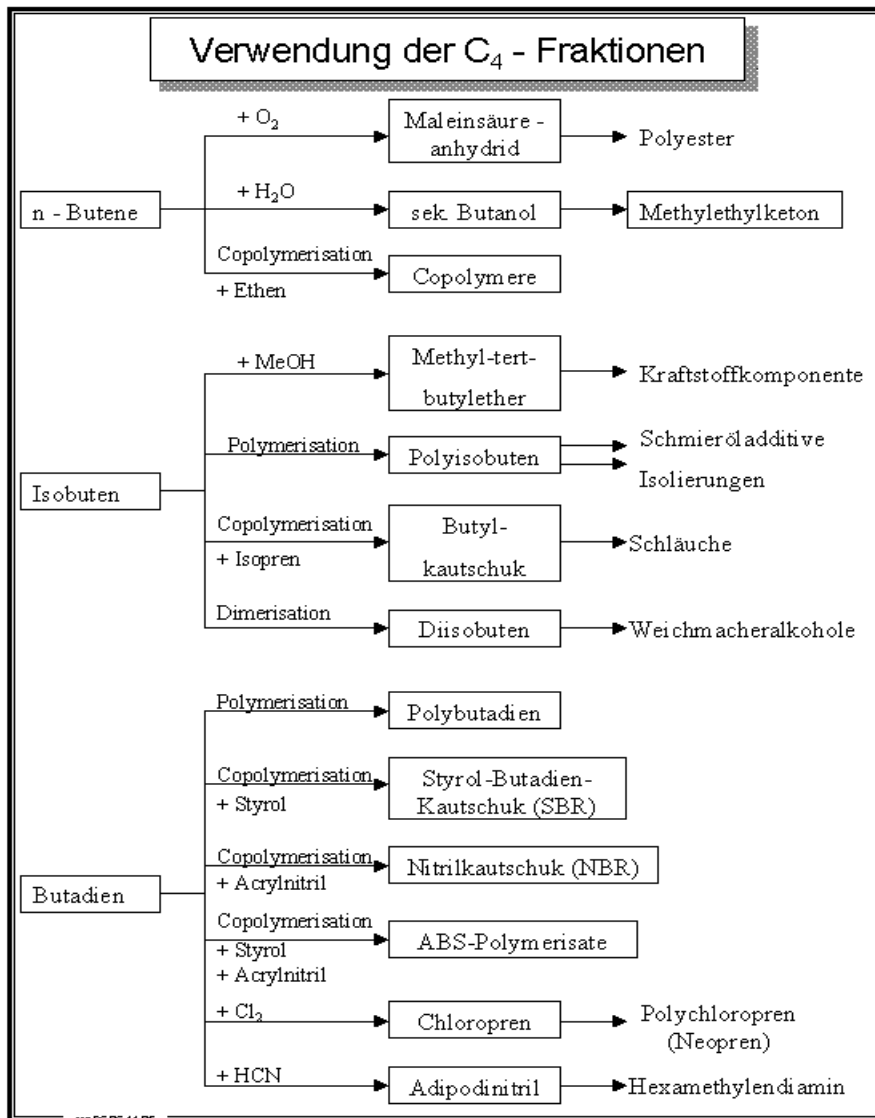 Verwendung der C₄ - Fraktionen
+ O₂
Maleinsäure -
anhydrid
Polyester
n - Butene
+ H₂O
sek. Butanol
Methylethylketon
Copolymerisation
+ Ethen
Copolymere
+ MeOH
Methyl-tert-
butylether
Kraftstoffkomponente
Isobuten
Polymerisation
Polyisobuten
Schmieröladditive
Isolierungen
Copolymerisation
+ Isopren
Butyl-
kautschuk
Schläuche
Dimerisation
Diisobuten
Weichmacheralkohole
Butadien
Polymerisation
Polybutadien
Copolymerisation
+ Styrol
Styrol-Butadien-
Kautschuk (SBR)
Copolymerisation
+ Acrylnitril
Nitrilkautschuk (NBR)
Copolymerisation
+ Styrol
+ Acrylnitril
ABS-Polymerisate
+ Cl₂
Chloropren
Polychloropren
(Neopren)
+ HCN
Adipodinitril
Hexamethylendiamin